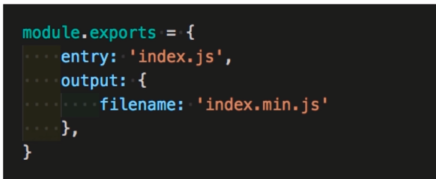 module.exports = {
    entry: 'index.js',
    output: {
        filename: 'index.min.js'
    },
}